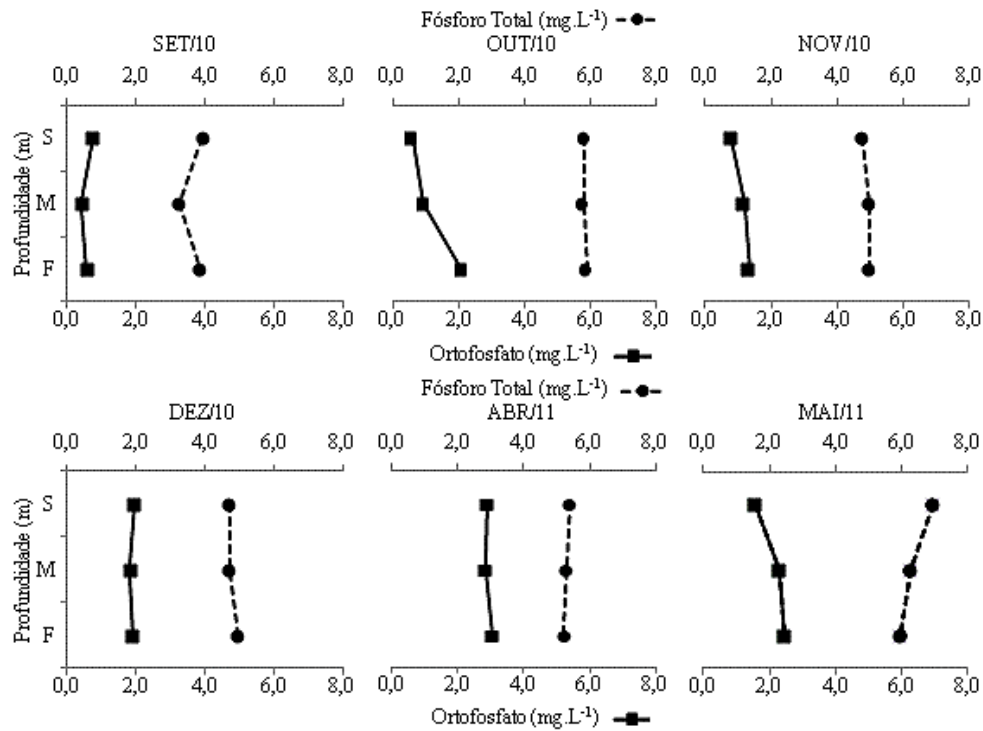 Fósforo Total (mg.L-1)
SET/10 OUT/10 NOV/10
0,0 2,0 4,0 6,0 8,0 0,0 2,0 4,0 6,0 8,0 0,0 2,0 4,0 6,0 8,0
Profundidade (m)
S
M
F
0,0 2,0 4,0 6,0 8,0 0,0 2,0 4,0 6,0 8,0 0,0 2,0 4,0 6,0 8,0
Ortofosfato (mg.L-1)
Fósforo Total (mg.L-1)
DEZ/10 ABR/11 MAI/11
0,0 2,0 4,0 6,0 8,0 0,0 2,0 4,0 6,0 8,0 0,0 2,0 4,0 6,0 8,0
Profundidade (m)
S
M
F
0,0 2,0 4,0 6,0 8,0 0,0 2,0 4,0 6,0 8,0 0,0 2,0 4,0 6,0 8,0
Ortofosfato (mg.L-1)